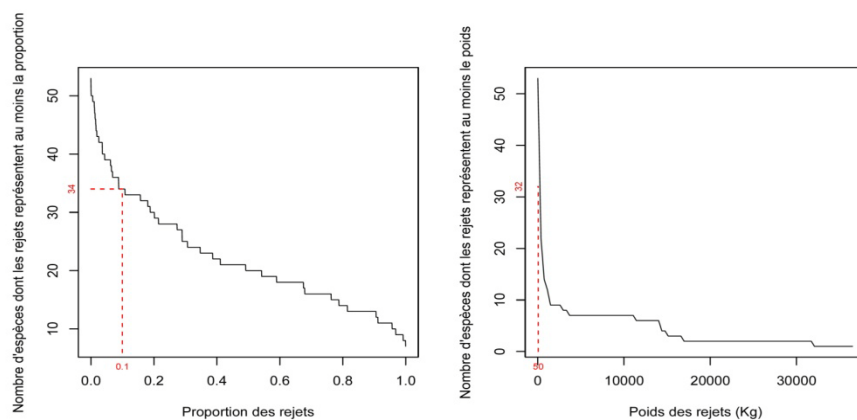 Nombre d'espèces dont les rejets représentent au moins la proportion
50
40
34
30
20
10
0.1
0.0 0.2 0.4 0.6 0.8 1.0
Proportion des rejets
Nombre d'espèces dont les rejets représentent au moins le poids
50
40
32
30
20
10
0
50
0 10000 20000 30000
Poids des rejets (Kg)